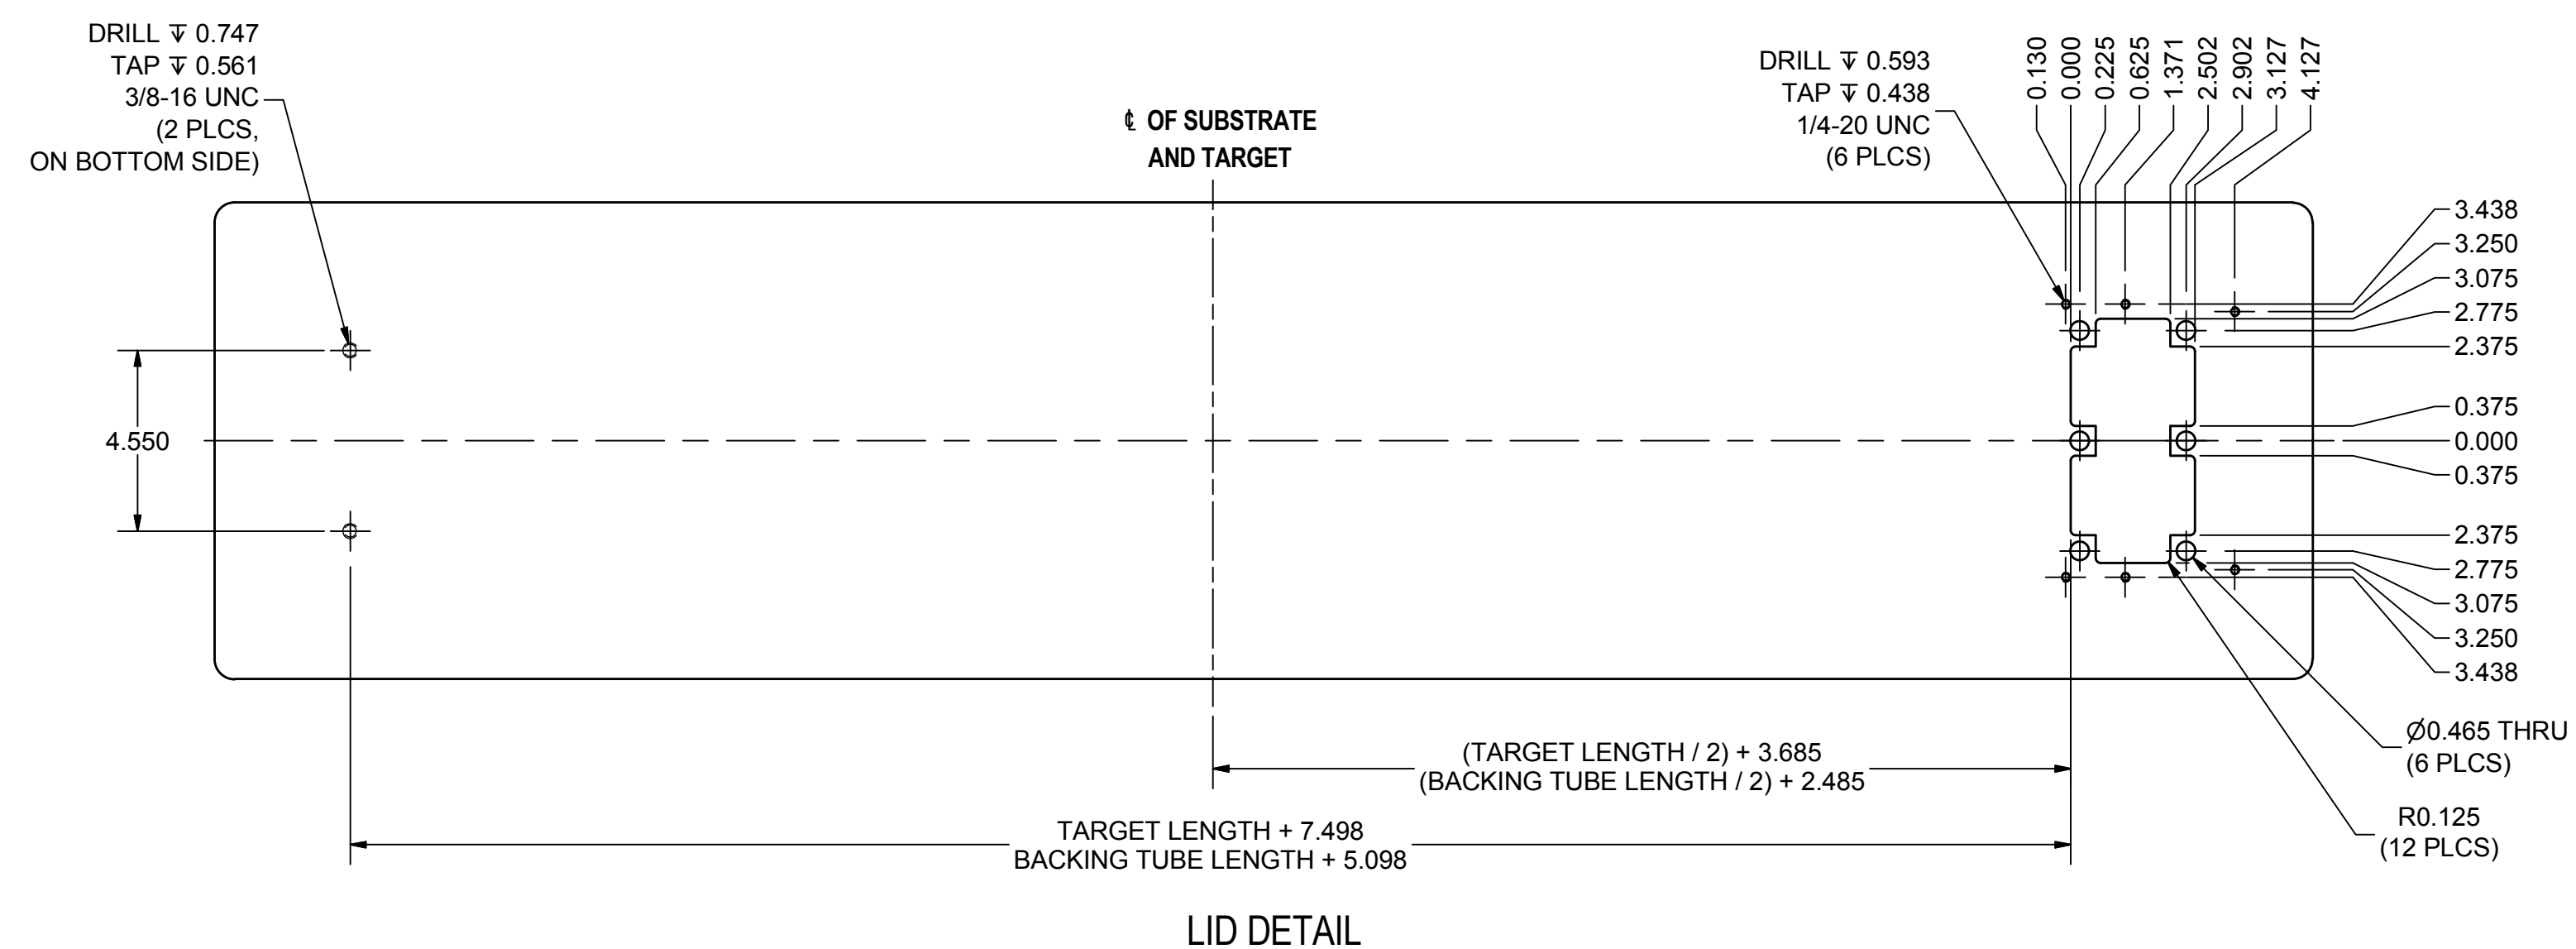 DRILL ↧ 0.747
TAP ↧ 0.561
3/8-16 UNC
(2 PLCS,
ON BOTTOM SIDE)
℄ OF SUBSTRATE
AND TARGET
DRILL ↧ 0.593
TAP ↧ 0.438
1/4-20 UNC
(6 PLCS)
0.130
0.000
0.225
0.625
1.371
2.502
2.902
3.127
4.127
3.438
3.250
3.075
2.775
2.375
0.375
0.000
0.375
2.375
2.775
3.075
3.250
3.438
4.550
Ø0.465 THRU
(6 PLCS)
(TARGET LENGTH / 2) + 3.685
(BACKING TUBE LENGTH / 2) + 2.485
R0.125
(12 PLCS)
TARGET LENGTH + 7.498
BACKING TUBE LENGTH + 5.098
LID DETAIL